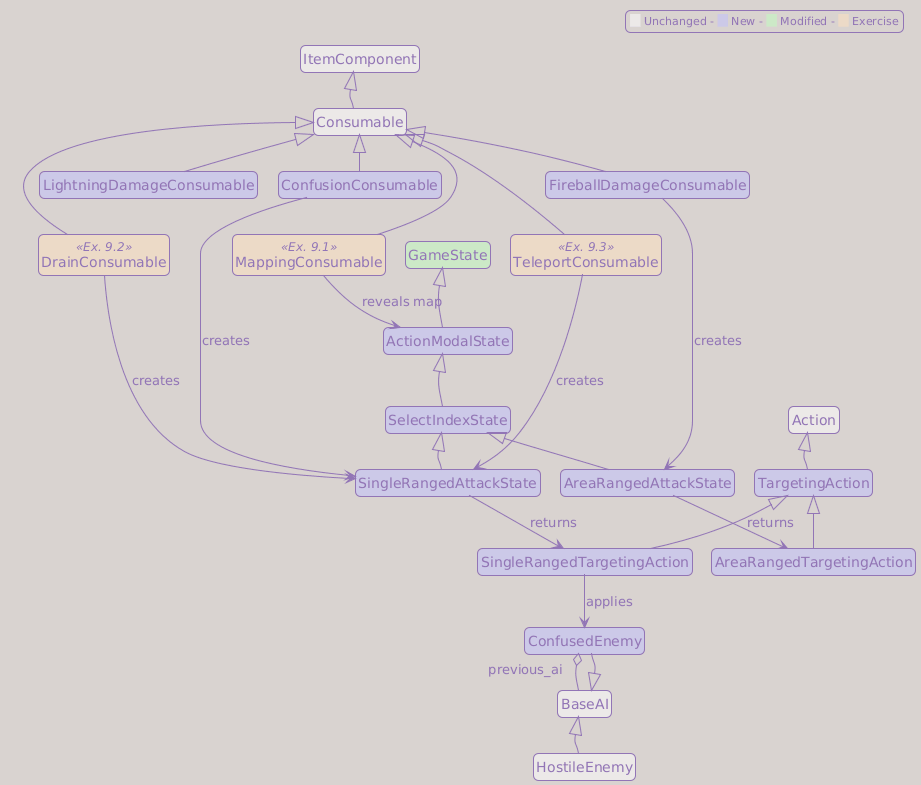 Unchanged - New - Modified - Exercise
ItemComponent
Consumable
LightningDamageConsumable
ConfusionConsumable
FireballDamageConsumable
«Ex. 9.2»
DrainConsumable
«Ex. 9.1»
MappingConsumable
GameState
«Ex. 9.3»
TeleportConsumable
reveals map
creates
ActionModalState
creates
creates
creates
SelectIndexState
Action
SingleRangedAttackState
AreaRangedAttackState
TargetingAction
returns
returns
SingleRangedTargetingAction
AreaRangedTargetingAction
applies
ConfusedEnemy
previous_ai
BaseAI
HostileEnemy